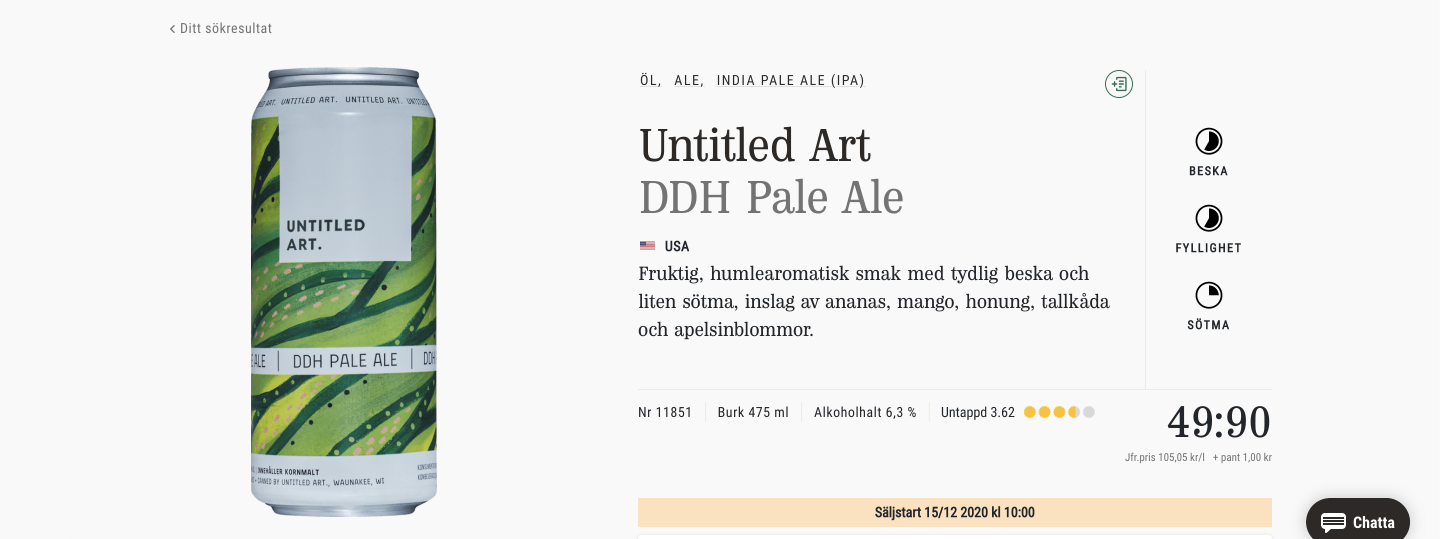 Ditt sökresultat
ART. UNTITLED ART. UNTITLED ART. UNTITLED
UNTITLED
ART.
ALE | DDH PALE ALE | DDH
INNEHÅLLER KORNMALT
CANNED BY UNTITLED ART., WAUNAKEE, WI
ÖL, ALE, INDIA PALE ALE (IPA)
Untitled Art
DDH Pale Ale
USA
Fruktig, humlearomatisk smak med tydlig beska och
liten sötma, inslag av ananas, mango, honung, tallkåda
och apelsinblommor.
BESKA
FYLLIGHET
SÖTMA
Nr 11851 Burk 475 ml Alkoholhalt 6,3 % Untappd 3.62
49:90
Jfr.pris 105,05 kr/l + pant 1,00 kr
Säljstart 15/12 2020 kl 10:00
Chatta